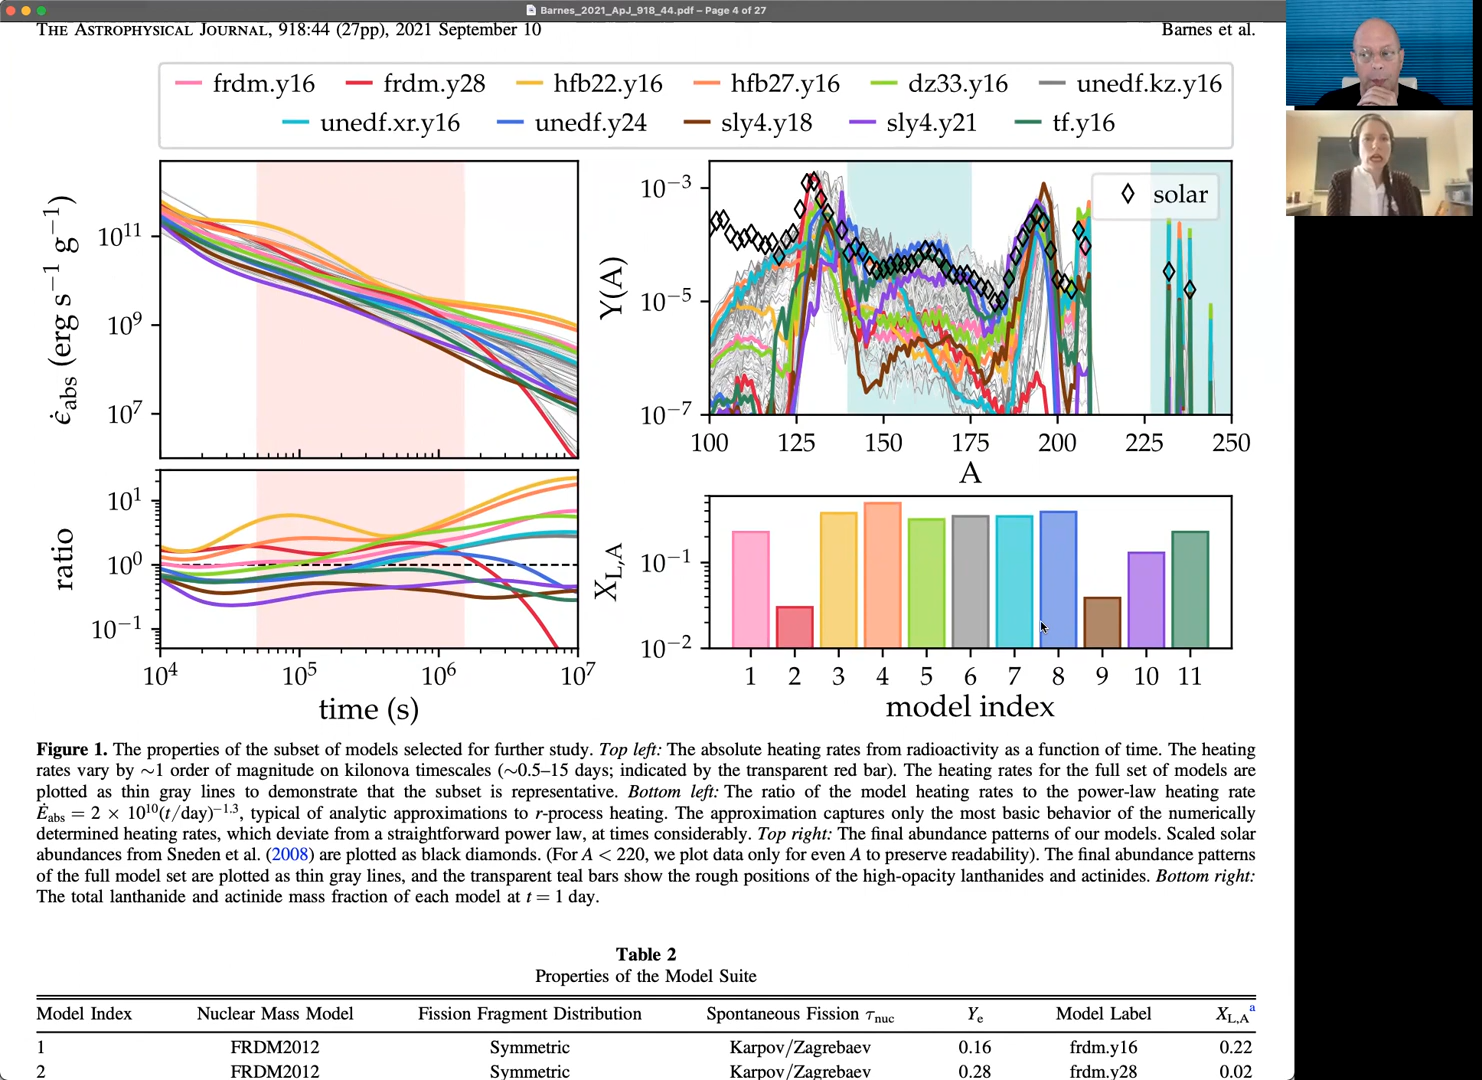 Barnes_2021_ApJ_918_44.pdf – Page 4 of 27
THE ASTROPHYSICAL JOURNAL, 918:44 (27pp), 2021 September 10
Barnes et al.
frdm.y16 frdm.y28 hfb22.y16 hfb27.y16 dz33.y16 unedf.kz.y16
unedf.xr.y16 unedf.y24 sly4.y18 sly4.y21 tf.y16
10¹¹
10⁹
10⁷
ε̇abs (erg s⁻¹ g⁻¹)
10¹
10⁰
10⁻¹
ratio
10⁴ 10⁵ 10⁶ 10⁷
time (s)
solar
10⁻³
10⁻⁵
10⁻⁷
Y(A)
100 125 150 175 200 225 250
A
10⁻¹
10⁻²
X_L,A
1 2 3 4 5 6 7 8 9 10 11
model index
Figure 1. The properties of the subset of models selected for further study. Top left: The absolute heating rates from radioactivity as a function of time. The heating
rates vary by ∼1 order of magnitude on kilonova timescales (∼0.5–15 days; indicated by the transparent red bar). The heating rates for the full set of models are
plotted as thin gray lines to demonstrate that the subset is representative. Bottom left: The ratio of the model heating rates to the power-law heating rate
Ėabs = 2 × 10¹⁰(t/day)⁻¹·³, typical of analytic approximations to r-process heating. The approximation captures only the most basic behavior of the numerically
determined heating rates, which deviate from a straightforward power law, at times considerably. Top right: The final abundance patterns of our models. Scaled solar
abundances from Sneden et al. (2008) are plotted as black diamonds. (For A < 220, we plot data only for even A to preserve readability). The final abundance patterns
of the full model set are plotted as thin gray lines, and the transparent teal bars show the rough positions of the high-opacity lanthanides and actinides. Bottom right:
The total lanthanide and actinide mass fraction of each model at t = 1 day.
Table 2
Properties of the Model Suite
Model Index Nuclear Mass Model Fission Fragment Distribution Spontaneous Fission τnuc Ye Model Label X_L,A^a
1 FRDM2012 Symmetric Karpov/Zagrebaev 0.16 frdm.y16 0.22
2 FRDM2012 Symmetric Karpov/Zagrebaev 0.28 frdm.y28 0.02